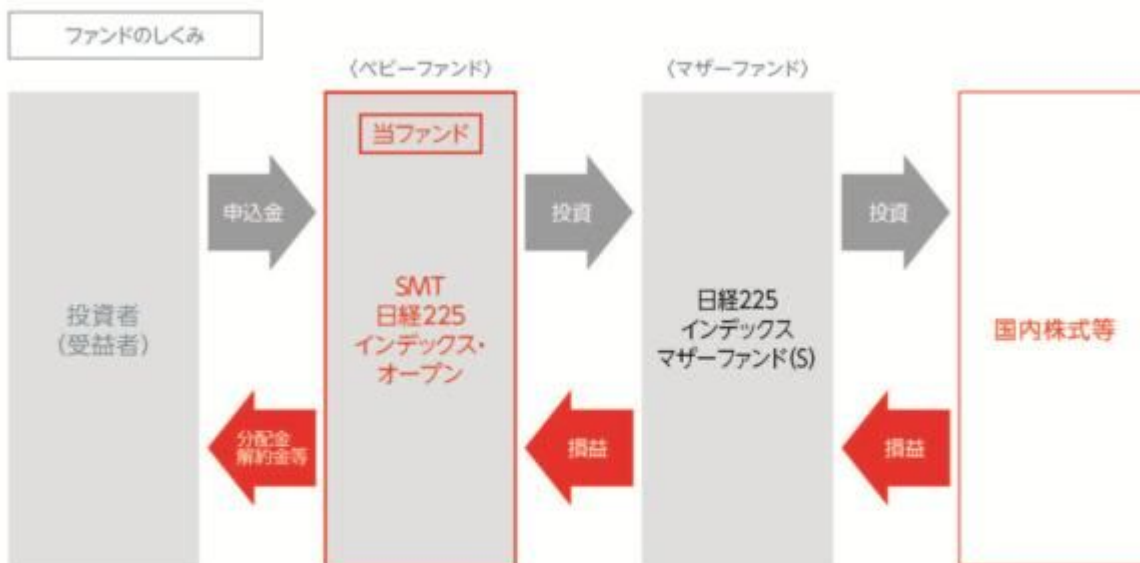 ファンドのしくみ
〈ベビーファンド〉
〈マザーファンド〉
当ファンド
申込金
投資
投資
投資者
(受益者)
SMT
日経225
インデックス・
オープン
日経225
インデックス
マザーファンド(S)
国内株式等
分配金
解約金等
損益
損益